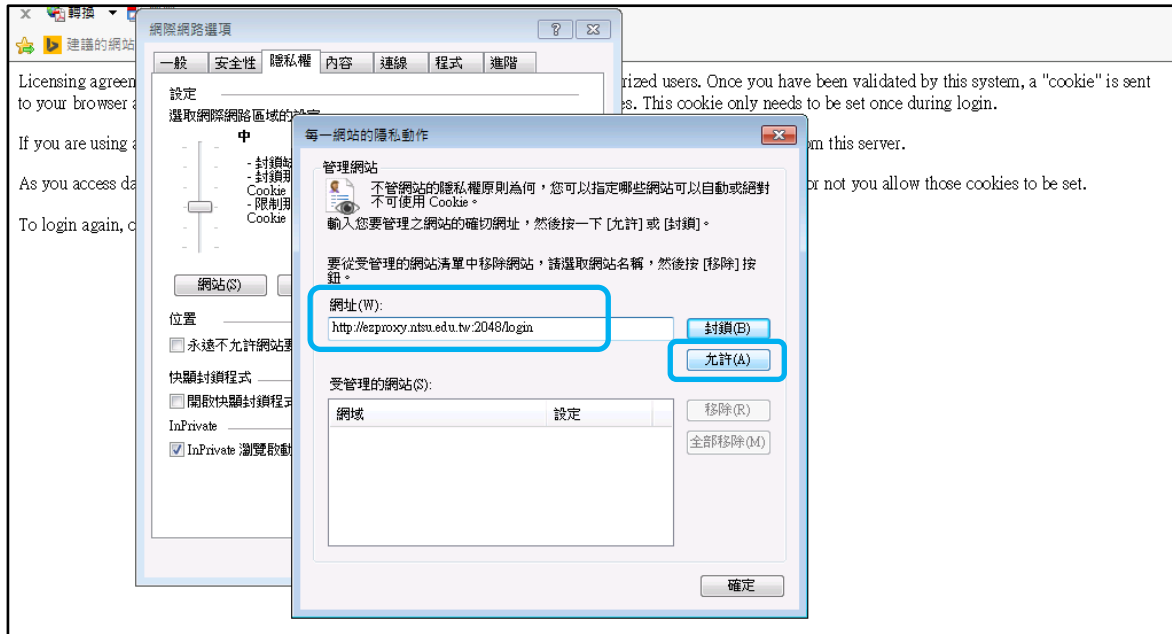 x 轉換
建議的網站
Licensing agreen
rized users. Once you have been validated by this system, a "cookie" is sent
to your browser a
es. This cookie only needs to be set once during login.
If you are using a
om this server.
As you access da
or not you allow those cookies to be set.
To login again, c
網際網路選項
一般 安全性 隱私權 內容 連線 程式 進階
設定
選取網際網路區域的設定
中
- 封鎖
- 封鎖
Cookie
- 限制
Cookie
網站(S)
位置
永遠不允許網站
快顯封鎖程式
開啟快顯封鎖程式
InPrivate
InPrivate 瀏覽啟動
每一網站的隱私動作
管理網站
不管網站的隱私權原則為何，您可以指定哪些網站可以自動或絕對
不可使用 Cookie。
輸入您要管理之網站的確切網址，然後按一下 [允許] 或 [封鎖]。
要從受管理的網站清單中移除網站，請選取網站名稱，然後按 [移除] 按
鈕。
網址(W):
http://ezproxy.ntsu.edu.tw:2048/login
封鎖(B)
允許(A)
受管理的網站(S):
網域 設定
移除(R)
全部移除(M)
確定